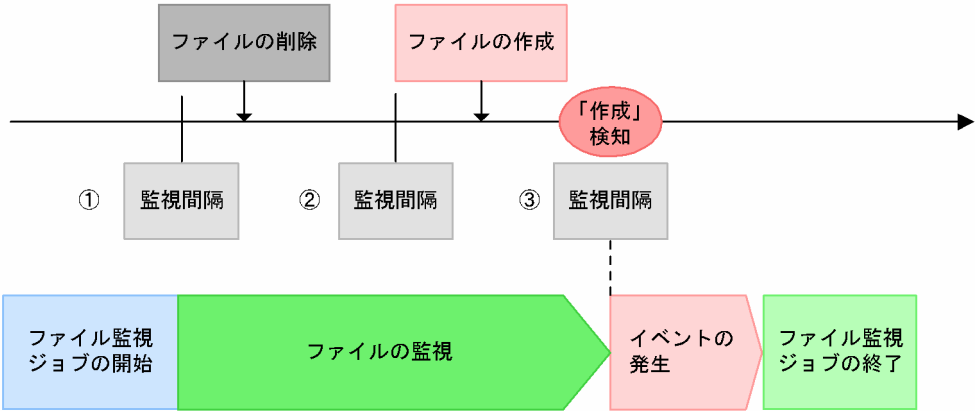 ファイルの削除
ファイルの作成
「作成」
検知
①
監視間隔
②
監視間隔
③
監視間隔
ファイル監視
ジョブの開始
ファイルの監視
イベントの
発生
ファイル監視
ジョブの終了